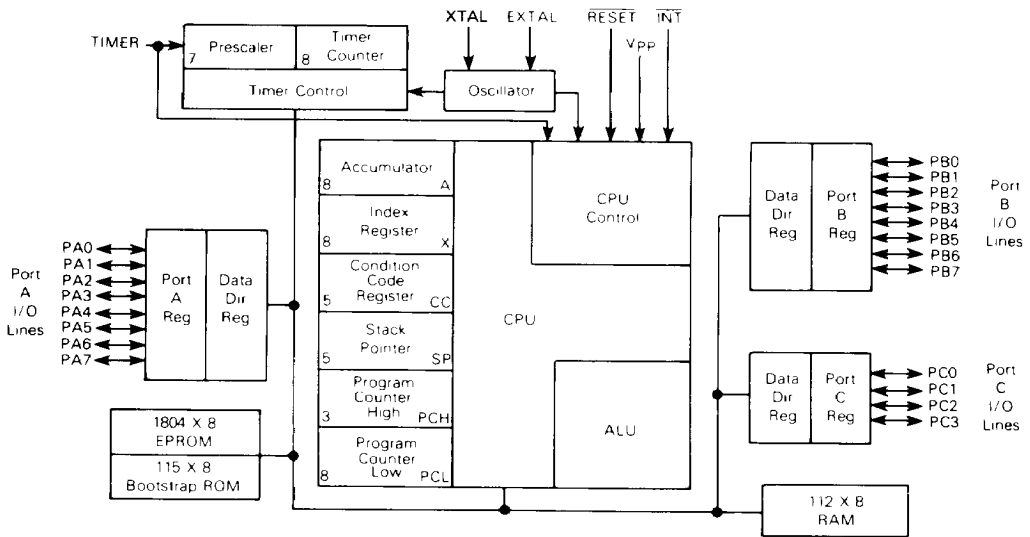 XTAL EXTAL RESET INT
VPP
TIMER
7 Prescaler
8 Timer
Counter
Timer Control
Oscillator
8 Accumulator A
8 Index
Register X
5 Condition
Code
Register CC
5 Stack
Pointer SP
3 Program
Counter
High PCH
8 Program
Counter
Low PCL
CPU
CPU
Control
ALU
Port
A
I/O
Lines
PA0
PA1
PA2
PA3
PA4
PA5
PA6
PA7
Port
A
Reg
Data
Dir
Reg
1804 X 8
EPROM
115 X 8
Bootstrap ROM
Data
Dir
Reg
Port
B
Reg
PB0
PB1
PB2
PB3
PB4
PB5
PB6
PB7
Port
B
I/O
Lines
Data
Dir
Reg
Port
C
Reg
PC0
PC1
PC2
PC3
Port
C
I/O
Lines
112 X 8
RAM